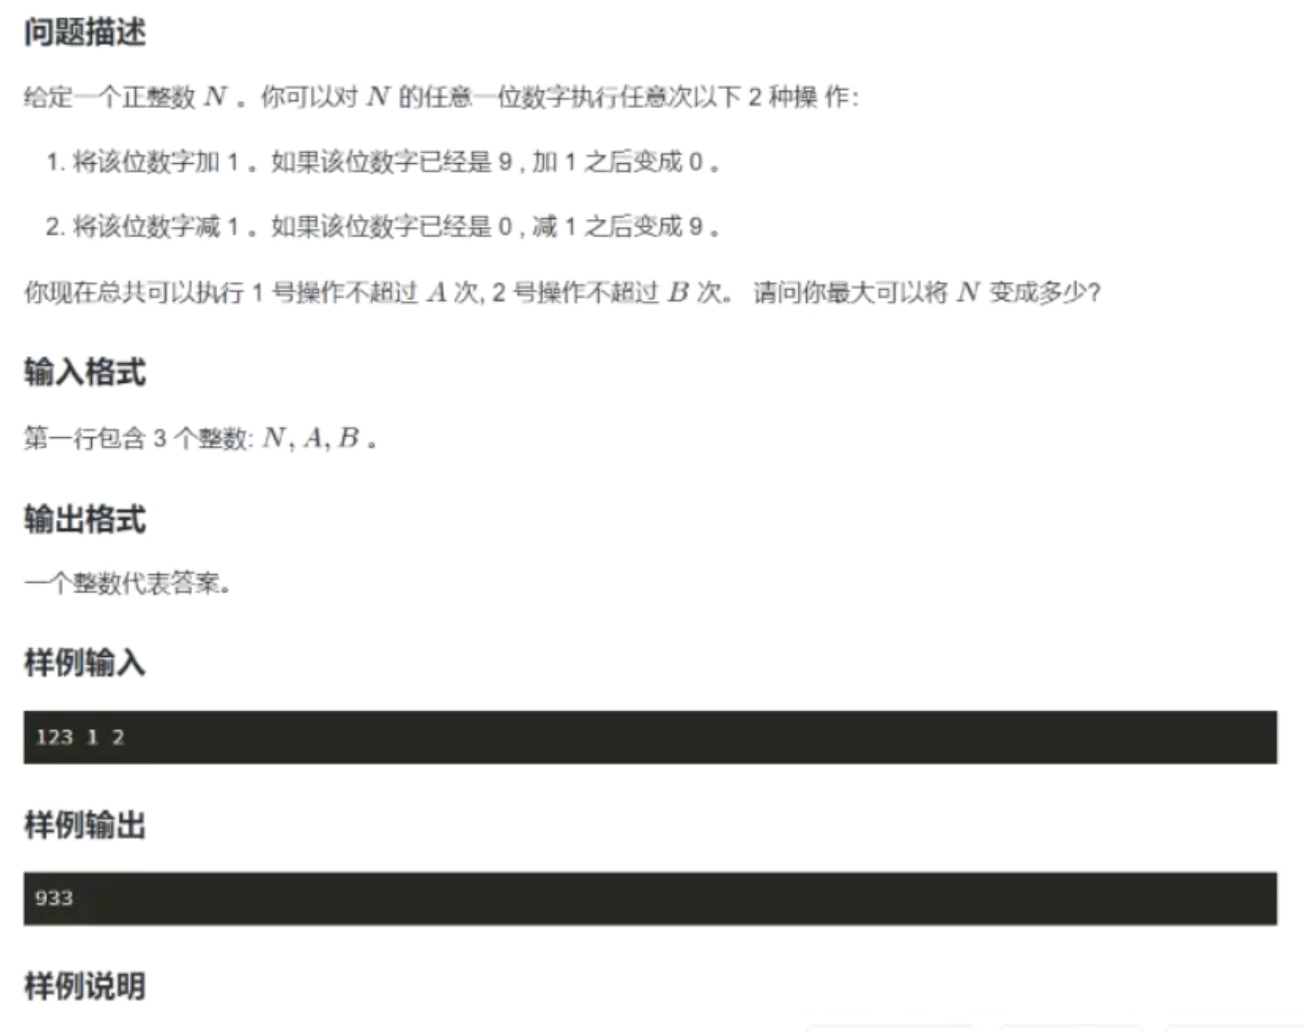 问题描述
给定一个正整数 N 。你可以对 N 的任意一位数字执行任意次以下 2 种操 作:
1. 将该位数字加 1 。如果该位数字已经是 9 , 加 1 之后变成 0 。
2. 将该位数字减 1 。如果该位数字已经是 0 , 减 1 之后变成 9 。
你现在总共可以执行 1 号操作不超过 A 次, 2 号操作不超过 B 次。 请问你最大可以将 N 变成多少?
输入格式
第一行包含 3 个整数: N, A, B 。
输出格式
一个整数代表答案。
样例输入
123 1 2
样例输出
933
样例说明